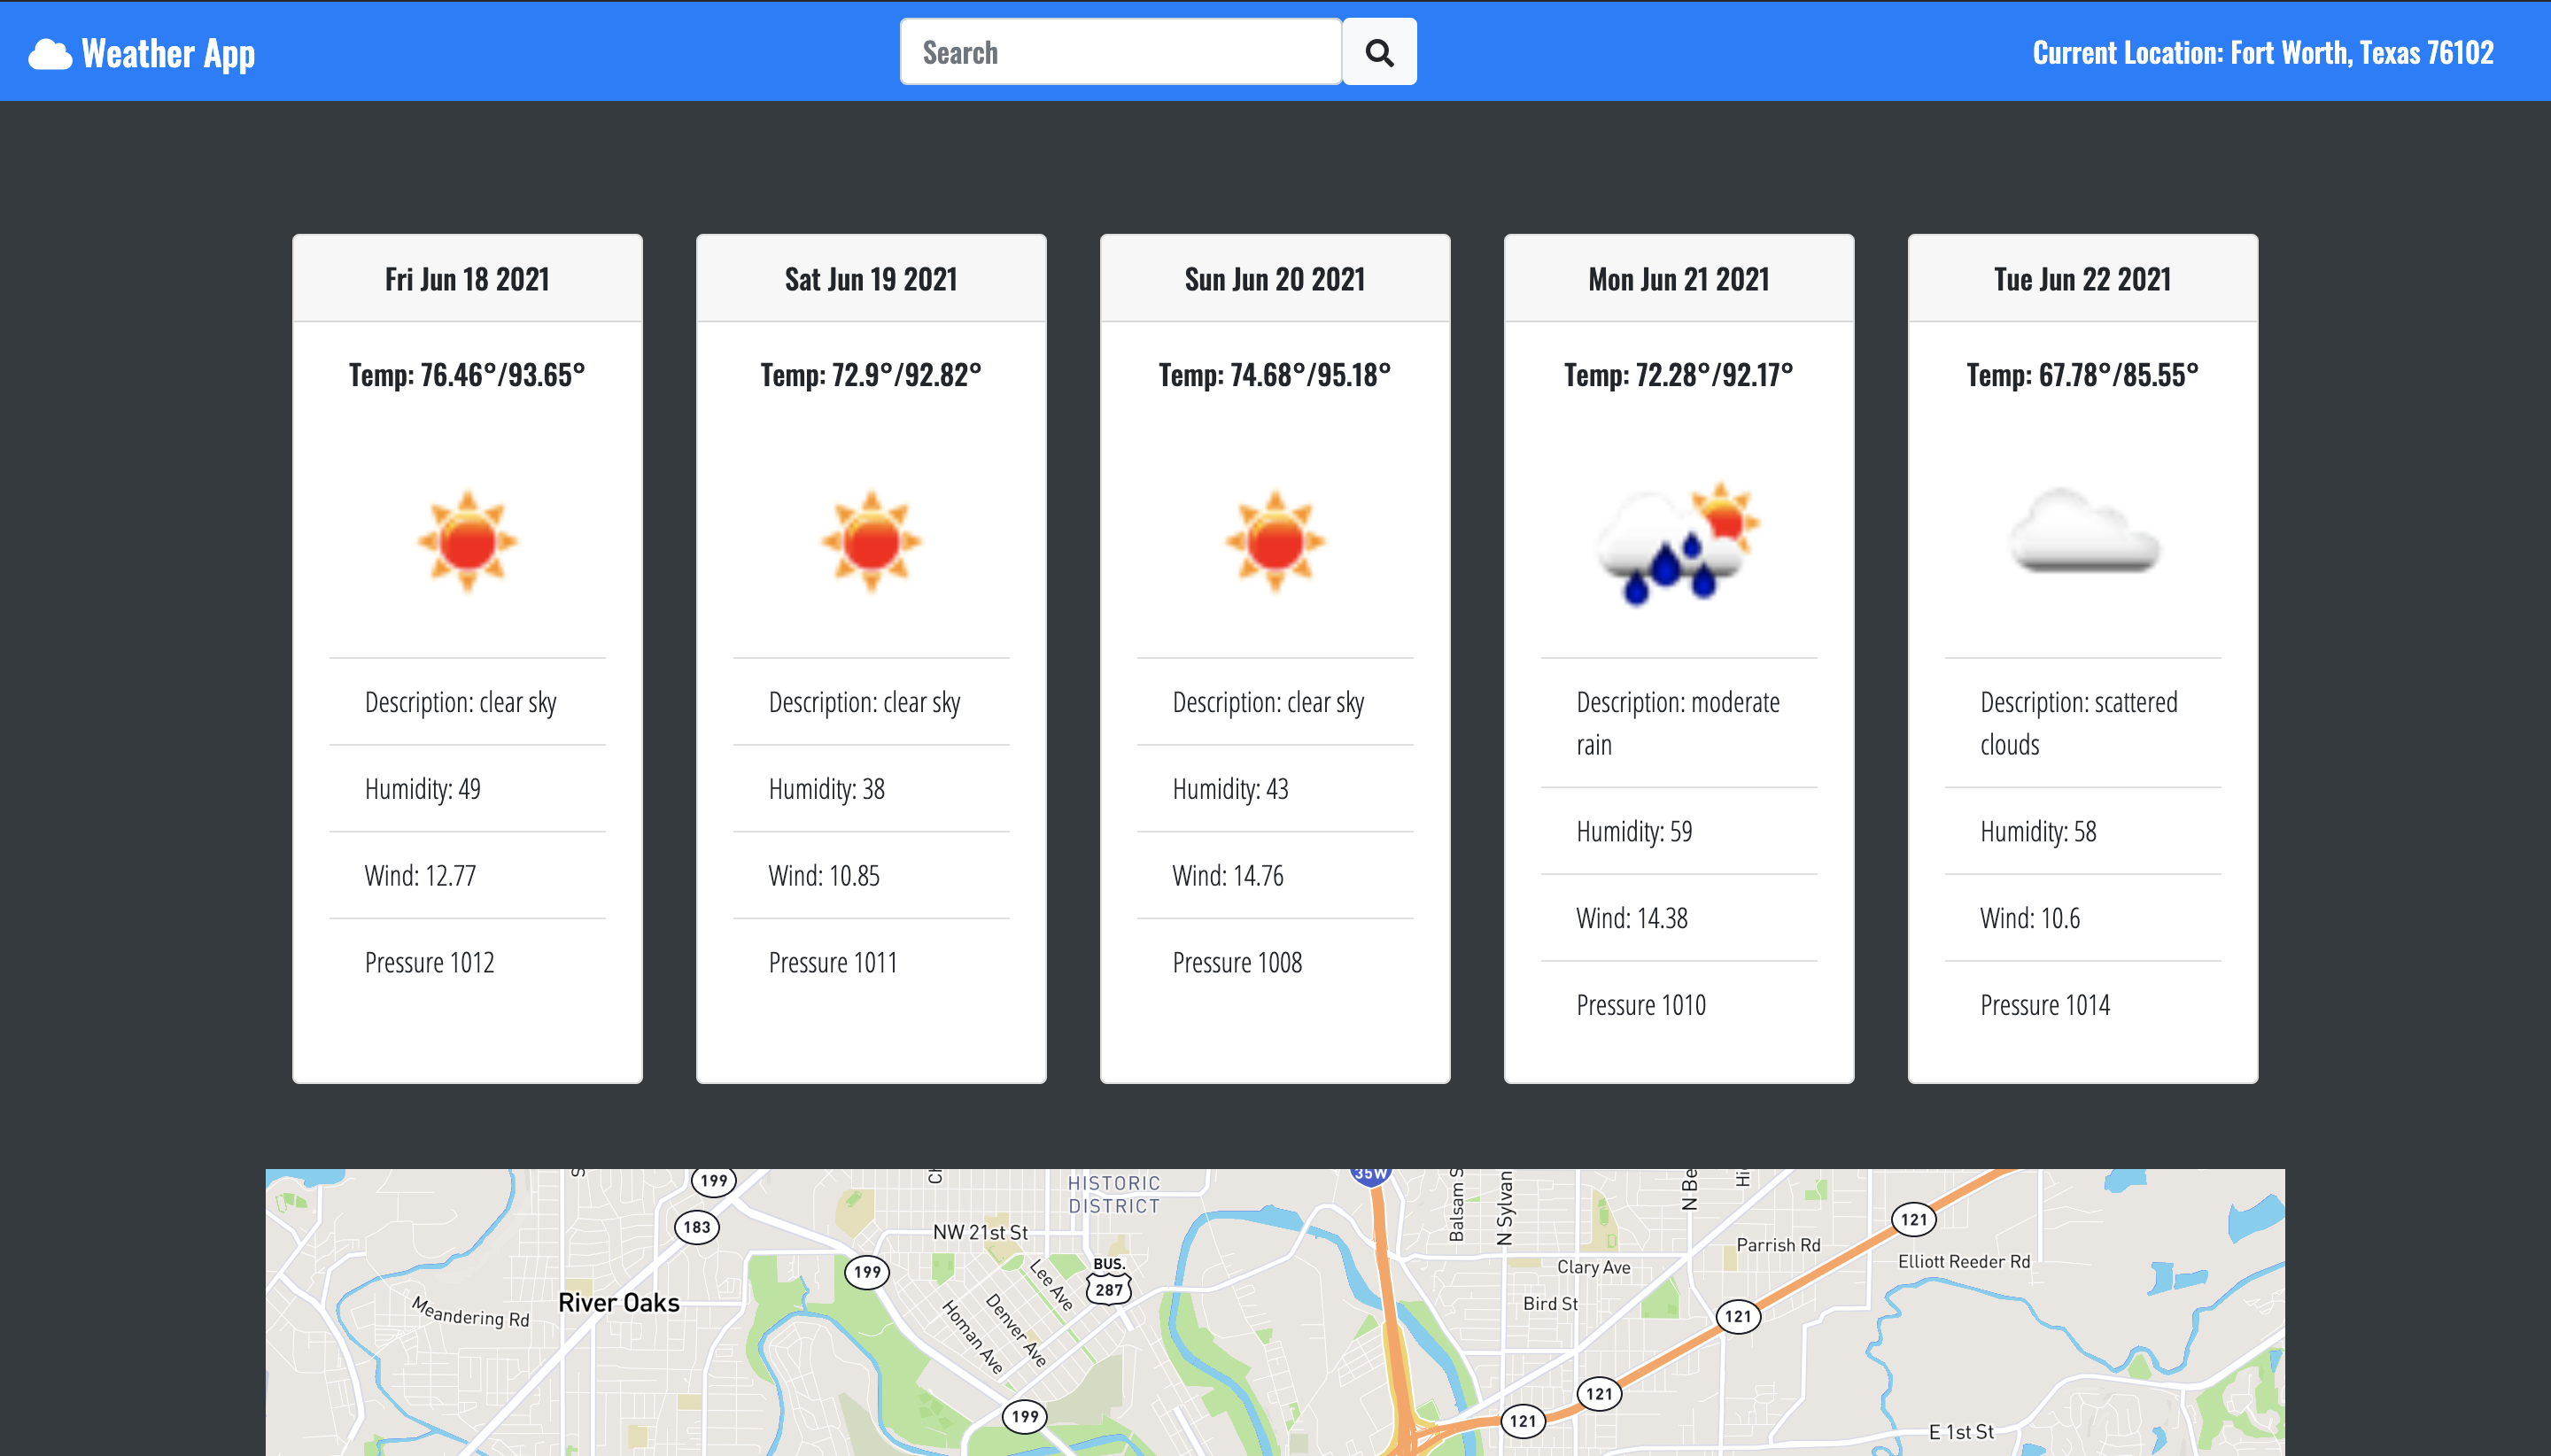 Weather App
Search
Current Location: Fort Worth, Texas 76102
Fri Jun 18 2021
Temp: 76.46°/93.65°
Description: clear sky
Humidity: 49
Wind: 12.77
Pressure 1012
Sat Jun 19 2021
Temp: 72.9°/92.82°
Description: clear sky
Humidity: 38
Wind: 10.85
Pressure 1011
Sun Jun 20 2021
Temp: 74.68°/95.18°
Description: clear sky
Humidity: 43
Wind: 14.76
Pressure 1008
Mon Jun 21 2021
Temp: 72.28°/92.17°
Description: moderate
rain
Humidity: 59
Wind: 14.38
Pressure 1010
Tue Jun 22 2021
Temp: 67.78°/85.55°
Description: scattered
clouds
Humidity: 58
Wind: 10.6
Pressure 1014
199
183
HISTORIC
DISTRICT
35W
Balsam S
N Sylvan
N Be
121
NW 21st St
Parrish Rd
Elliott Reeder Rd
199
Lee Ave
BUS.
287
Clary Ave
Meandering Rd
River Oaks
Homan Ave
Denver Ave
Bird St
121
121
199
121
E 1st St